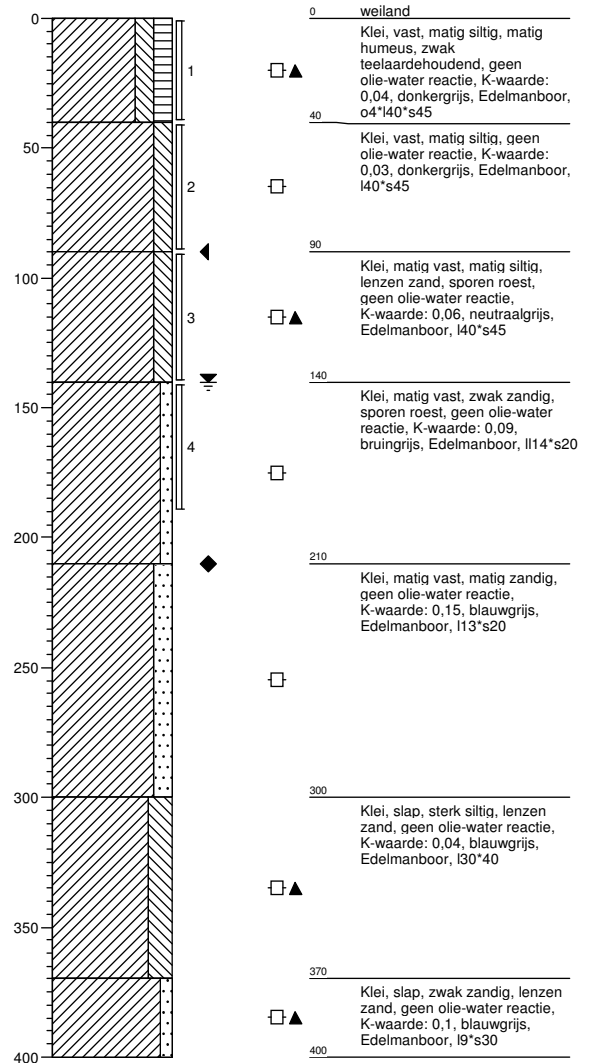 0
50
100
150
200
250
300
350
400
1
2
3
4
0
weiland
Klei, vast, matig siltig, matig
humeus, zwak
teelaardehoudend, geen
olie-water reactie, K-waarde:
0,04, donkergrijs, Edelmanboor,
o4*l40*s45
40
Klei, vast, matig siltig, geen
olie-water reactie, K-waarde:
0,03, donkergrijs, Edelmanboor,
l40*s45
90
Klei, matig vast, matig siltig,
lenzen zand, sporen roest,
geen olie-water reactie,
K-waarde: 0,06, neutraalgrijs,
Edelmanboor, l40*s45
140
Klei, matig vast, zwak zandig,
sporen roest, geen olie-water
reactie, K-waarde: 0,09,
bruingrijs, Edelmanboor, ll14*s20
210
Klei, matig vast, matig zandig,
geen olie-water reactie,
K-waarde: 0,15, blauwgrijs,
Edelmanboor, l13*s20
300
Klei, slap, sterk siltig, lenzen
zand, geen olie-water reactie,
K-waarde: 0,04, blauwgrijs,
Edelmanboor, l30*40
370
Klei, slap, zwak zandig, lenzen
zand, geen olie-water reactie,
K-waarde: 0,1, blauwgrijs,
Edelmanboor, l9*s30
400